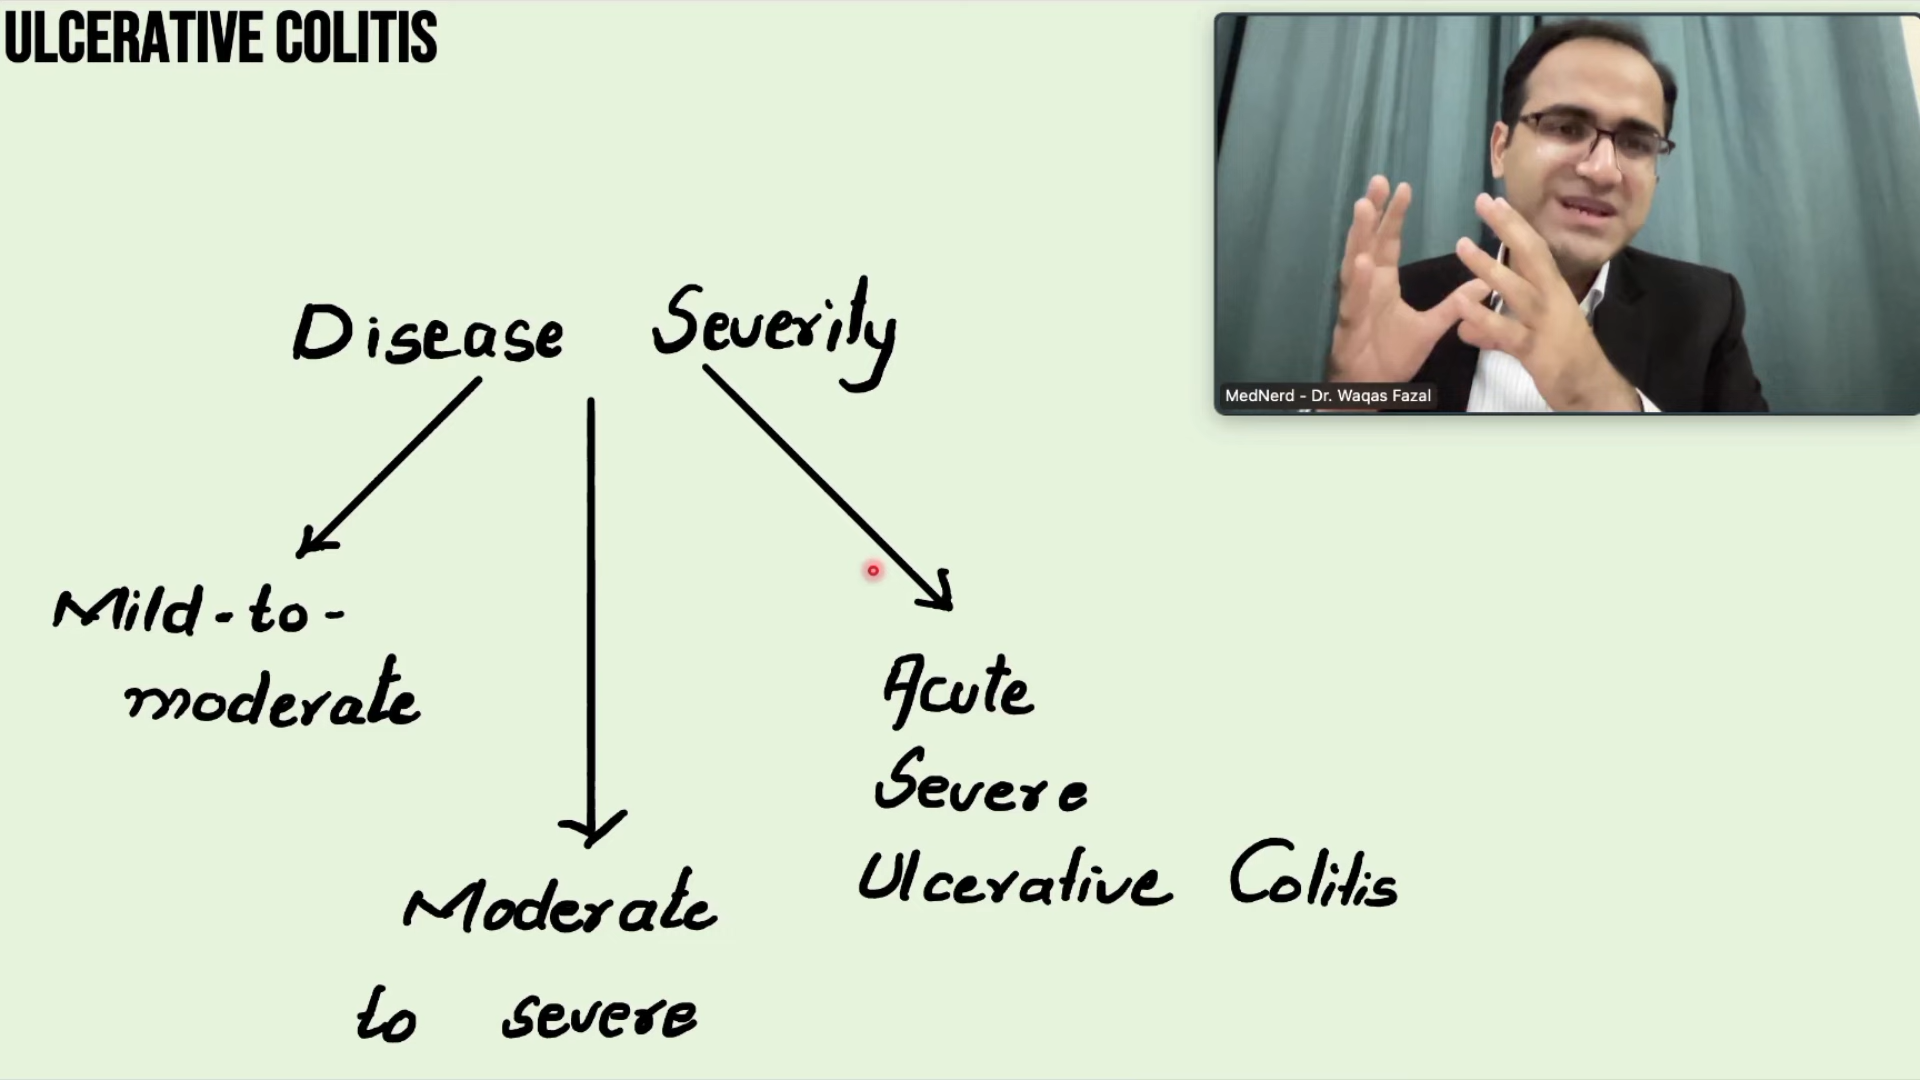 ULCERATIVE COLITIS
MedNerd - Dr. Waqas Fazal
Disease Severity
Mild-to-
moderate
Moderate
to severe
Acute
Severe
Ulcerative Colitis